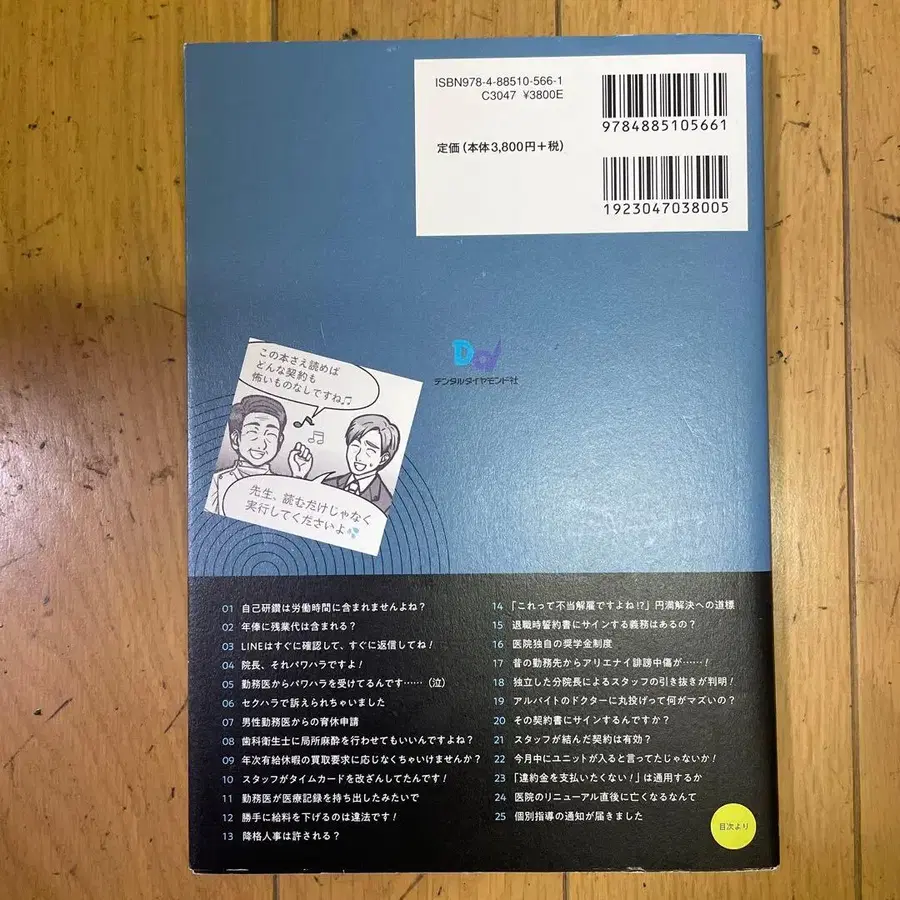 ISBN978-4-88510-566-1
C3047 ¥3800E
定価(本体3,800円+税)
9784885105661
1923047038005
デンタルダイヤモンド社
この本さえ読めば
どんな契約も
怖いものなしですね♫
先生、読むだけじゃなく
実行してくださいよ
01 自己研鑽は労働時間に含まれませんよね?
02 年俸に残業代は含まれる?
03 LINEはすぐに確認して、すぐに返信してね!
04 院長、それパワハラですよ!
05 勤務医からパワハラを受けてるんです……(泣)
06 セクハラで訴えられちゃいました
07 男性勤務医からの育休申請
08 歯科衛生士に局所麻酔を行わせてもいいんですよね?
09 年次有給休暇の買取要求に応じなくちゃいけませんか?
10 スタッフがタイムカードを改ざんしてたんです!
11 勤務医が医療記録を持ち出したみたいで
12 勝手に給料を下げるのは違法です!
13 降格人事は許される?
14 「これって不当解雇ですよね!?」円満解決への道標
15 退職時誓約書にサインする義務はあるの?
16 医院独自の奨学金制度
17 昔の勤務先からアリエナイ誹謗中傷が……!
18 独立した分院長によるスタッフの引き抜きが判明!
19 アルバイトのドクターに丸投げって何がマズいの?
20 その契約書にサインするんですか?
21 スタッフが結んだ契約は有効?
22 今月中にユニットが入ると言ってたじゃないか!
23 「違約金を支払いたくない!」は通用するか
24 医院のリニューアル直後に亡くなるなんて
25 個別指導の通知が届きました
目次より